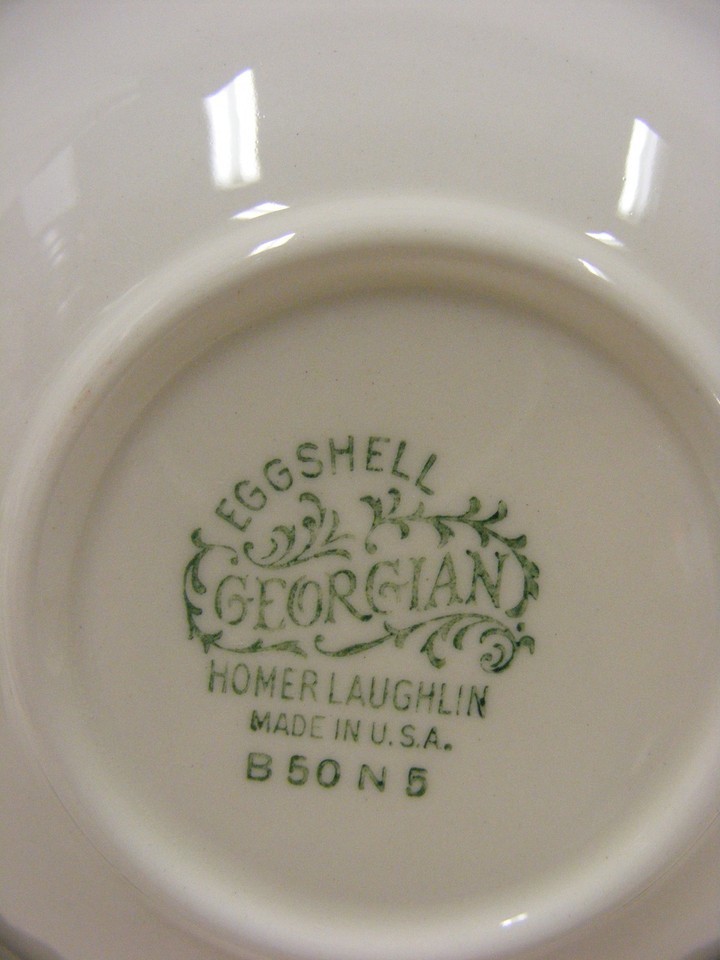 EGGSHELL
GEORGIAN
HOMER LAUGHLIN
MADE IN U.S.A.
B 50 N 5